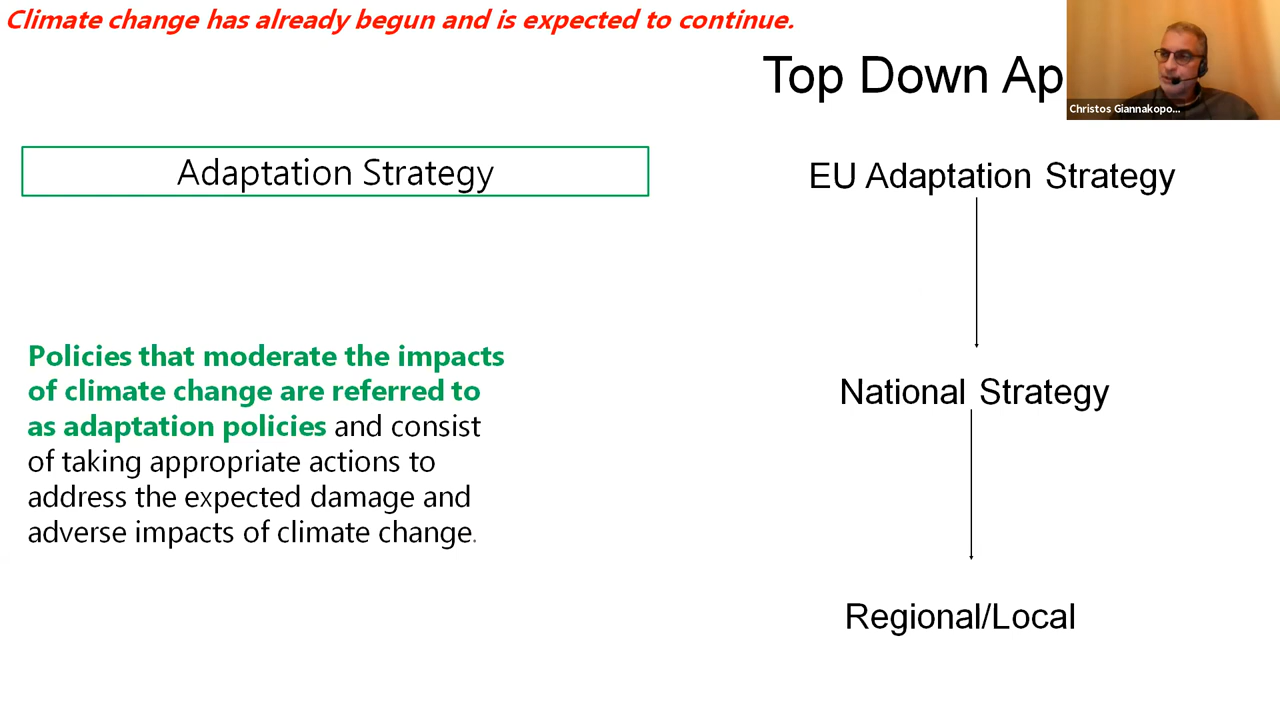 Climate change has already begun and is expected to continue.
Top Down Ap
Christos Giannakopo...
Adaptation Strategy
EU Adaptation Strategy
Policies that moderate the impacts
of climate change are referred to
as adaptation policies and consist
of taking appropriate actions to
address the expected damage and
adverse impacts of climate change.
National Strategy
Regional/Local